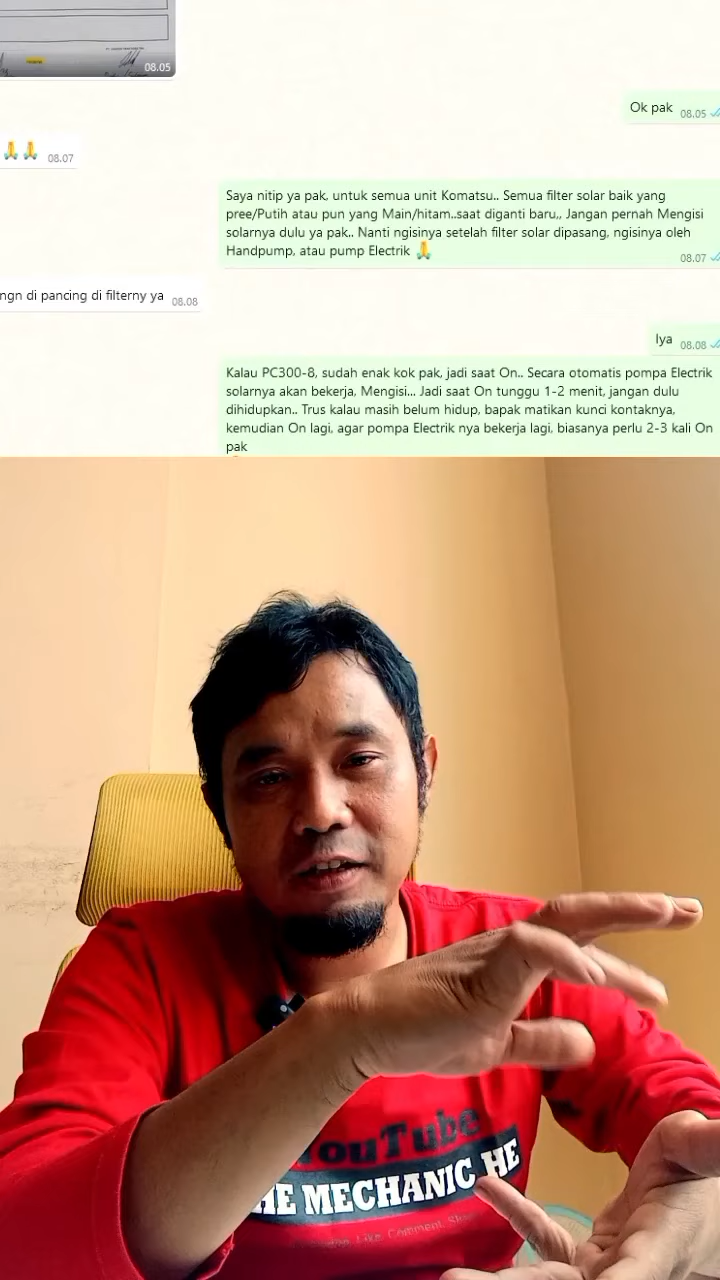 08.05
Ok pak 08.05
08.07
Saya nitip ya pak, untuk semua unit Komatsu.. Semua filter solar baik yang
pree/Putih atau pun yang Main/hitam..saat diganti baru,, Jangan pernah Mengisi
solarnya dulu ya pak.. Nanti ngisinya setelah filter solar dipasang, ngisinya oleh
Handpump, atau pump Electrik 🙏
08.07
ngn di pancing di filterny ya 08.08
Iya 08.08
Kalau PC300-8, sudah enak kok pak, jadi saat On.. Secara otomatis pompa Electrik
solarnya akan bekerja, Mengisi... Jadi saat On tunggu 1-2 menit, jangan dulu
dihidupkan.. Trus kalau masih belum hidup, bapak matikan kunci kontaknya,
kemudian On lagi, agar pompa Electrik nya bekerja lagi, biasanya perlu 2-3 kali On
pak
YouTube
HE MECHANIC HE
Like. Comment.